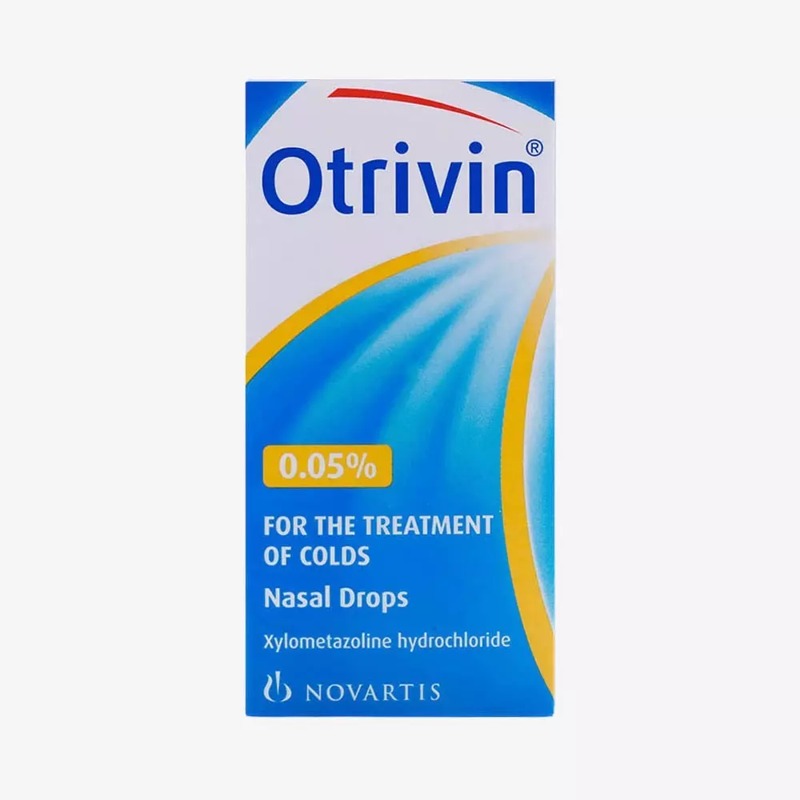 Otrivin®
0.05%
FOR THE TREATMENT
OF COLDS
Nasal Drops
Xylometazoline hydrochloride
NOVARTIS